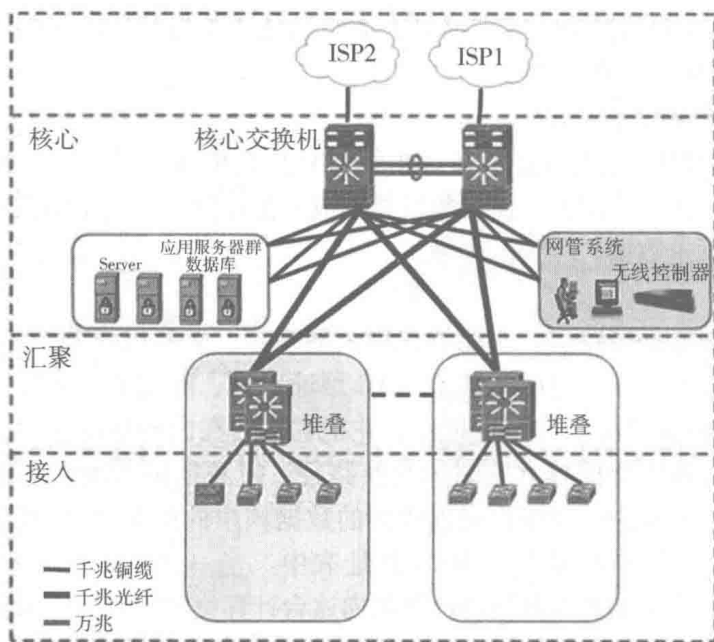 ISP2
ISP1
核心
核心交换机
应用服务器群
Server
数据库
网管系统
无线控制器
汇聚
堆叠
堆叠
接入
千兆铜缆
千兆光纤
万兆